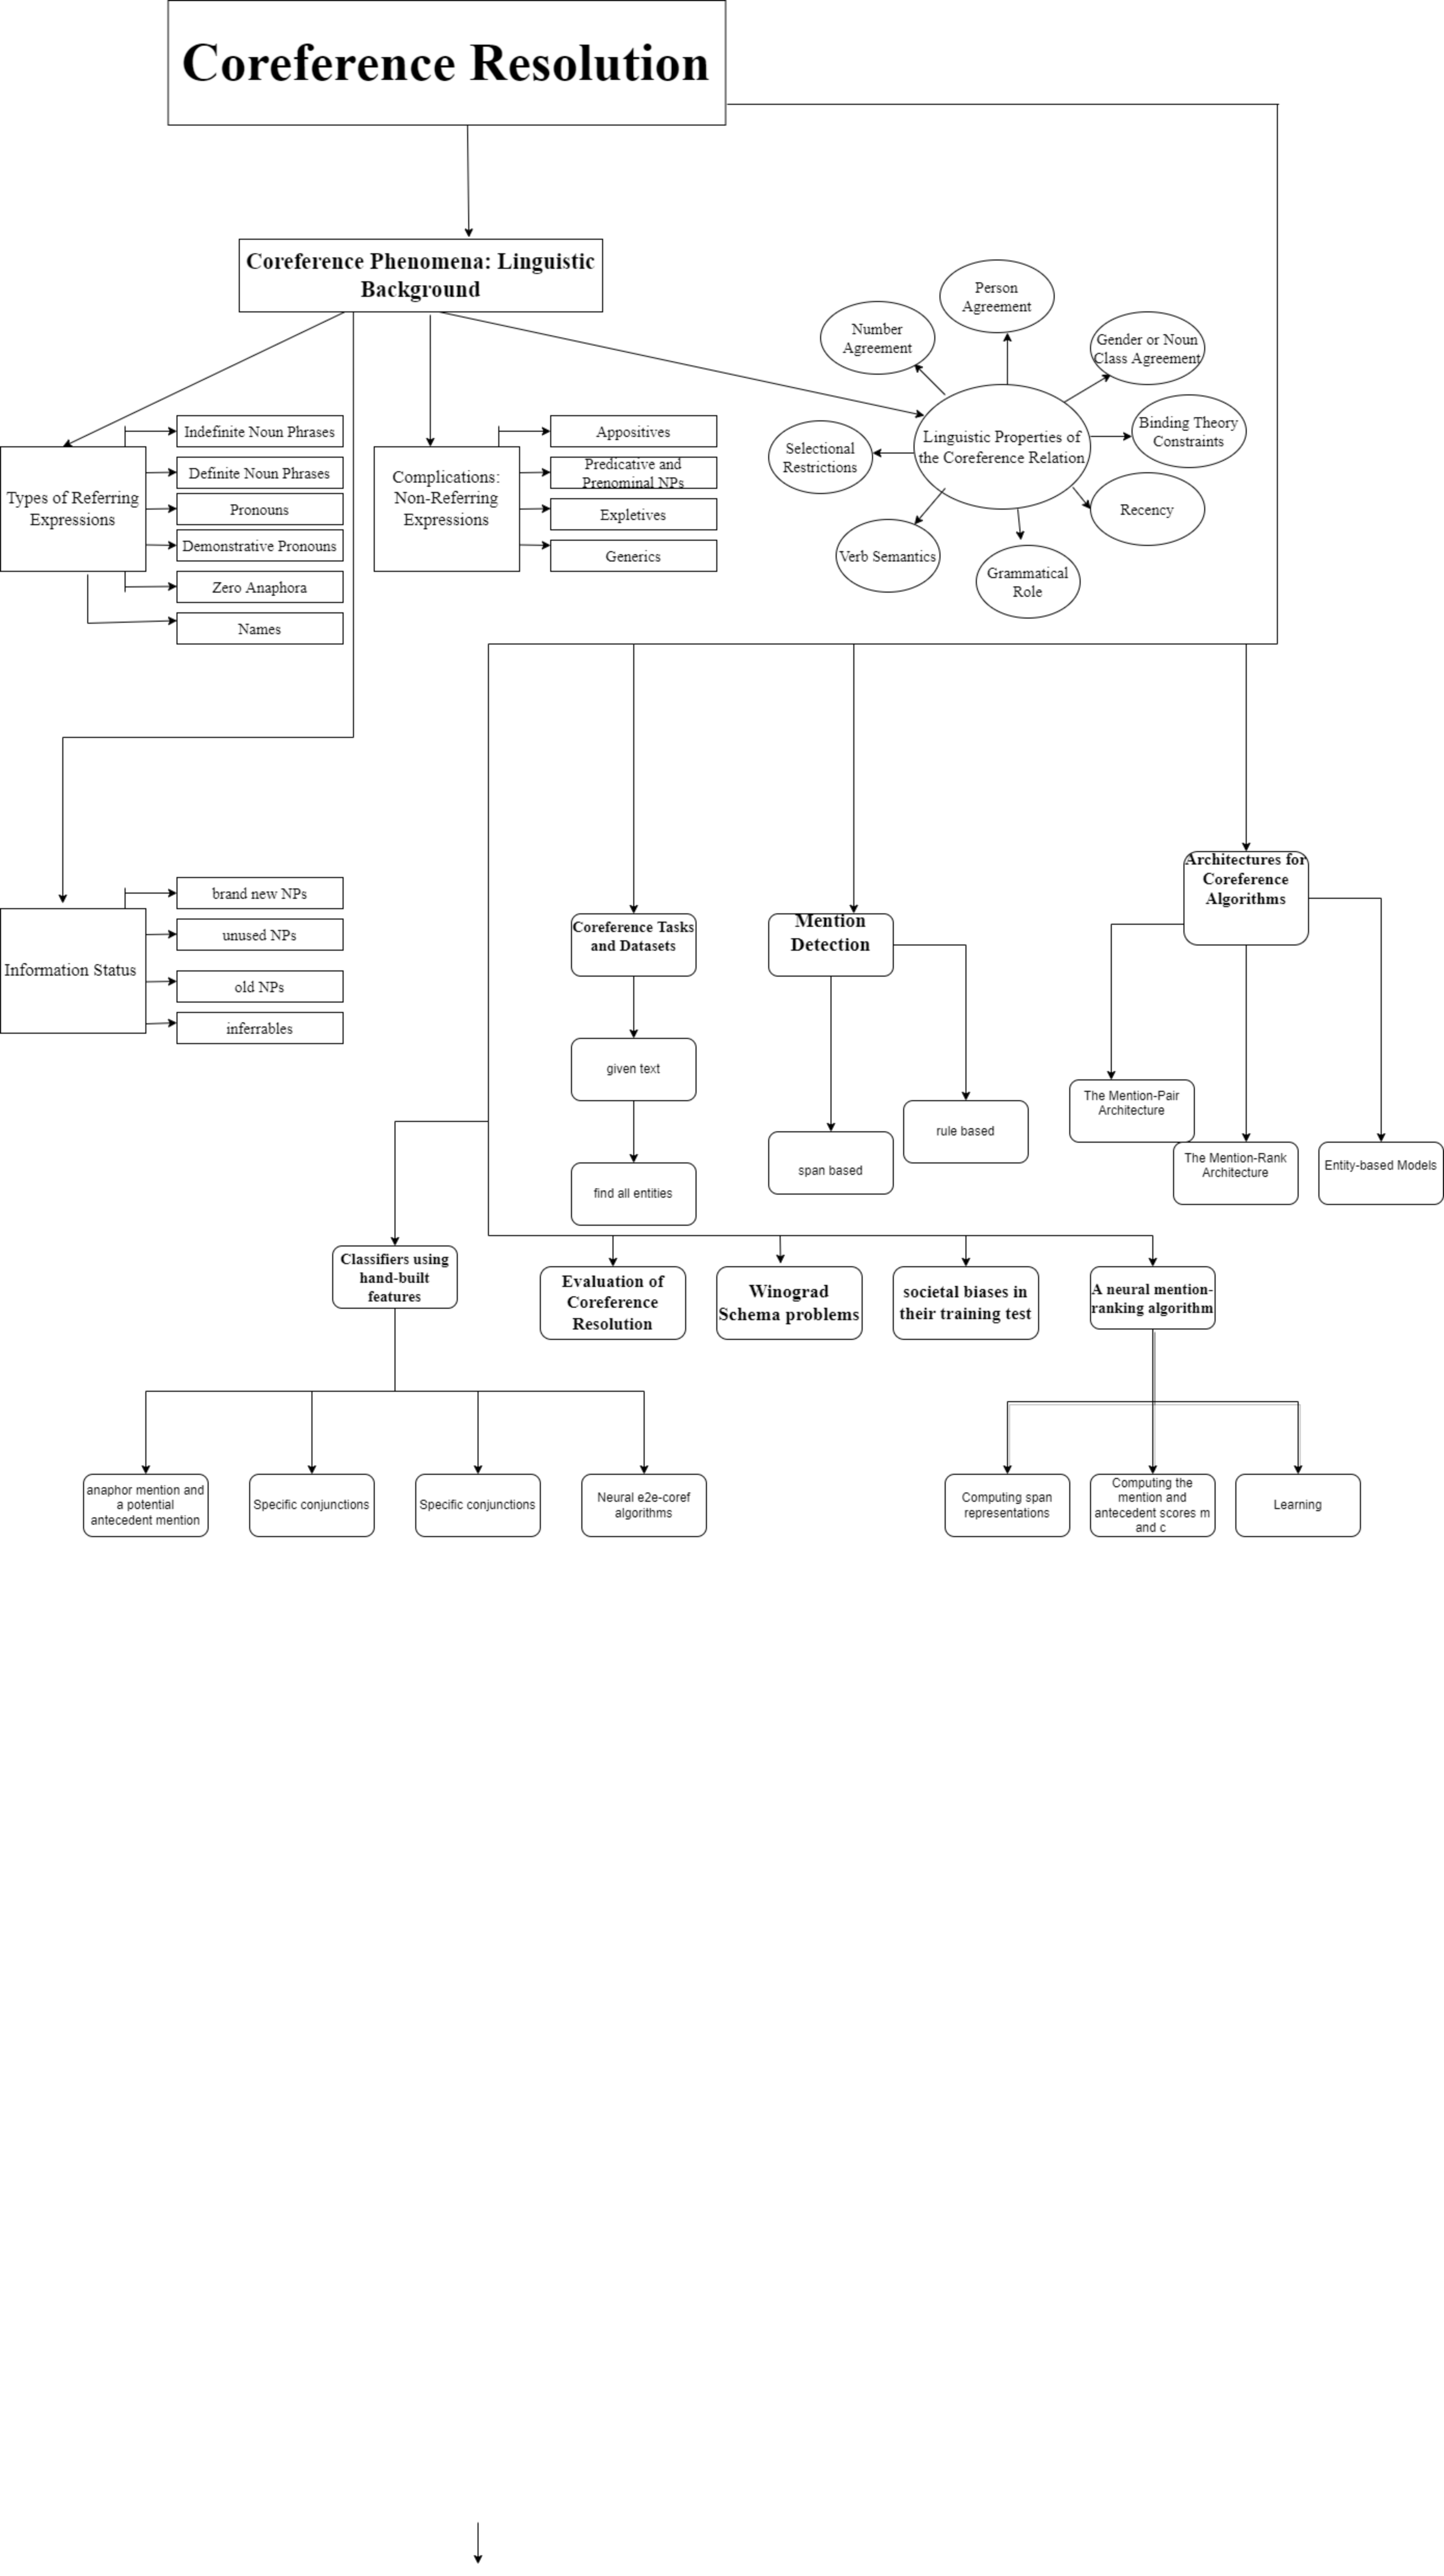 Coreference Resolution
Coreference Phenomena: Linguistic
Background
Person
Agreement
Number
Agreement
Gender or Noun
Class Agreement
Binding Theory
Constraints
Linguistic Properties of
the Coreference Relation
Selectional
Restrictions
Recency
Verb Semantics
Grammatical
Role
Types of Referring
Expressions
Indefinite Noun Phrases
Definite Noun Phrases
Pronouns
Demonstrative Pronouns
Zero Anaphora
Names
Complications:
Non-Referring
Expressions
Appositives
Predicative and
Prenominal NPs
Expletives
Generics
Information Status
brand new NPs
unused NPs
old NPs
inferrables
Coreference Tasks
and Datasets
given text
find all entities
Mention
Detection
span based
rule based
Architectures for
Coreference
Algorithms
The Mention-Pair
Architecture
The Mention-Rank
Architecture
Entity-based Models
Classifiers using
hand-built
features
Evaluation of
Coreference
Resolution
Winograd
Schema problems
societal biases in
their training test
A neural mention-
ranking algorithm
anaphor mention and
a potential
antecedent mention
Specific conjunctions
Specific conjunctions
Neural e2e-coref
algorithms
Computing span
representations
Computing the
mention and
antecedent scores m
and c
Learning